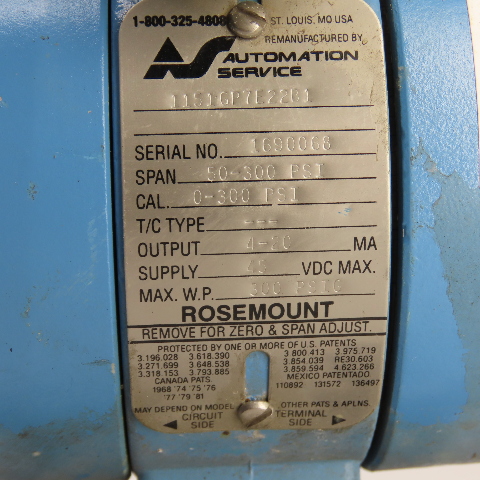 1-800-325-4808 ST. LOUIS, MO USA
REMANUFACTURED BY
AS AUTOMATION
SERVICE
1151GP7E22B1
SERIAL NO. 1690068
SPAN 50-300 PSI
CAL. 0-300 PSI
T/C TYPE ---
OUTPUT 4-20 MA
SUPPLY 45 VDC MAX.
MAX. W.P. 300 PSIG
ROSEMOUNT
REMOVE FOR ZERO & SPAN ADJUST.
PROTECTED BY ONE OR MORE OF U.S. PATENTS
3.196.028 3.618.390 3 800 413 3.975.719
3.271.699 3 648.538 3 854.039 RE30.603
3.318 153 3 793.885 3.859.594 4.623.266
CANADA PATS. MEXICO PATENTADO
1968 '74 '75 '76 110892 131572 136497
'77 '79 '81
MAY DEPEND ON MODEL OTHER PATS & APLNS.
CIRCUIT SIDE TERMINAL SIDE